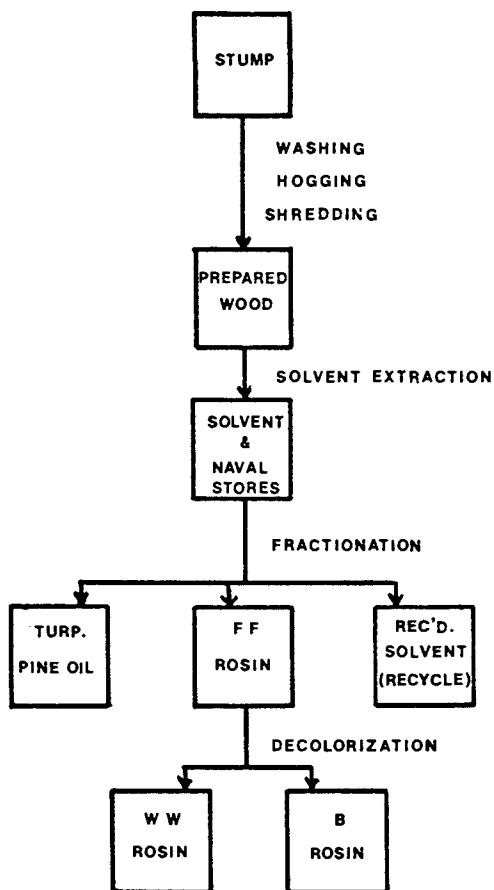 STUMP
WASHING
HOGGING
SHREDDING
PREPARED
WOOD
SOLVENT EXTRACTION
SOLVENT
&
NAVAL
STORES
FRACTIONATION
TURP.
PINE OIL
F F
ROSIN
REC'D.
SOLVENT
(RECYCLE)
DECOLORIZATION
W W
ROSIN
B
ROSIN